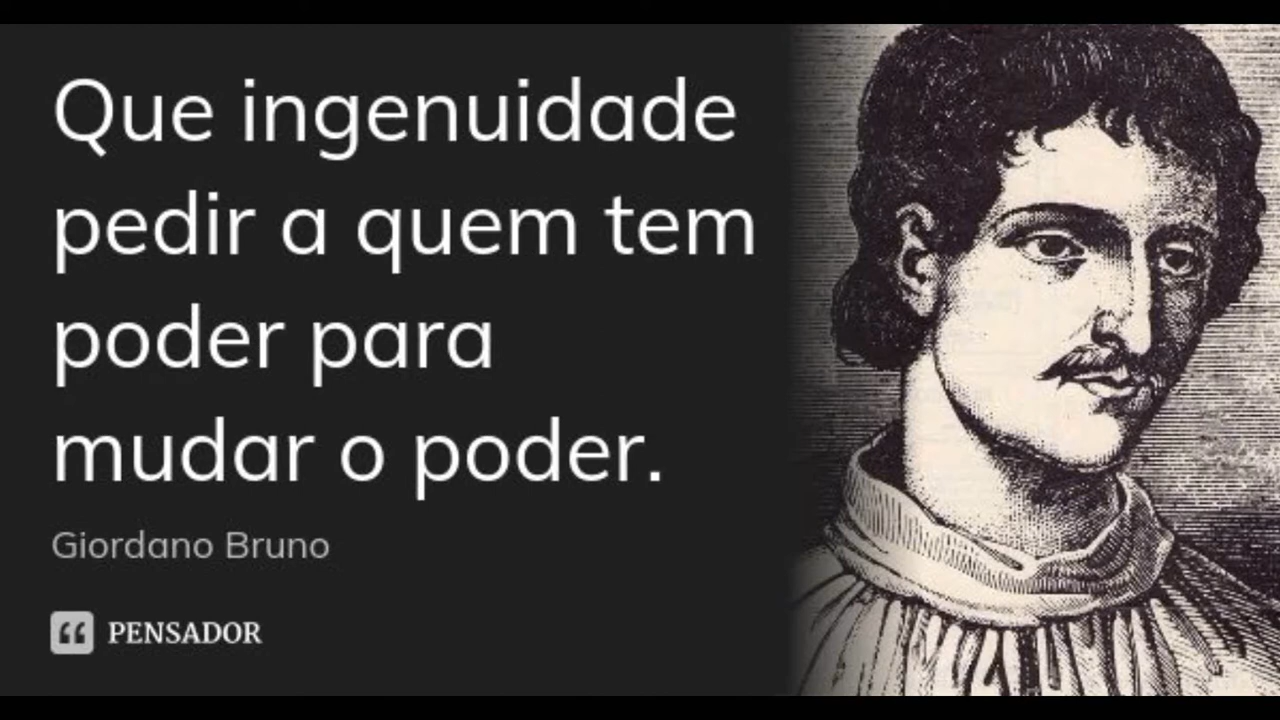 Que ingenuidade
pedir a quem tem
poder para
mudar o poder.
Giordano Bruno
PENSADOR